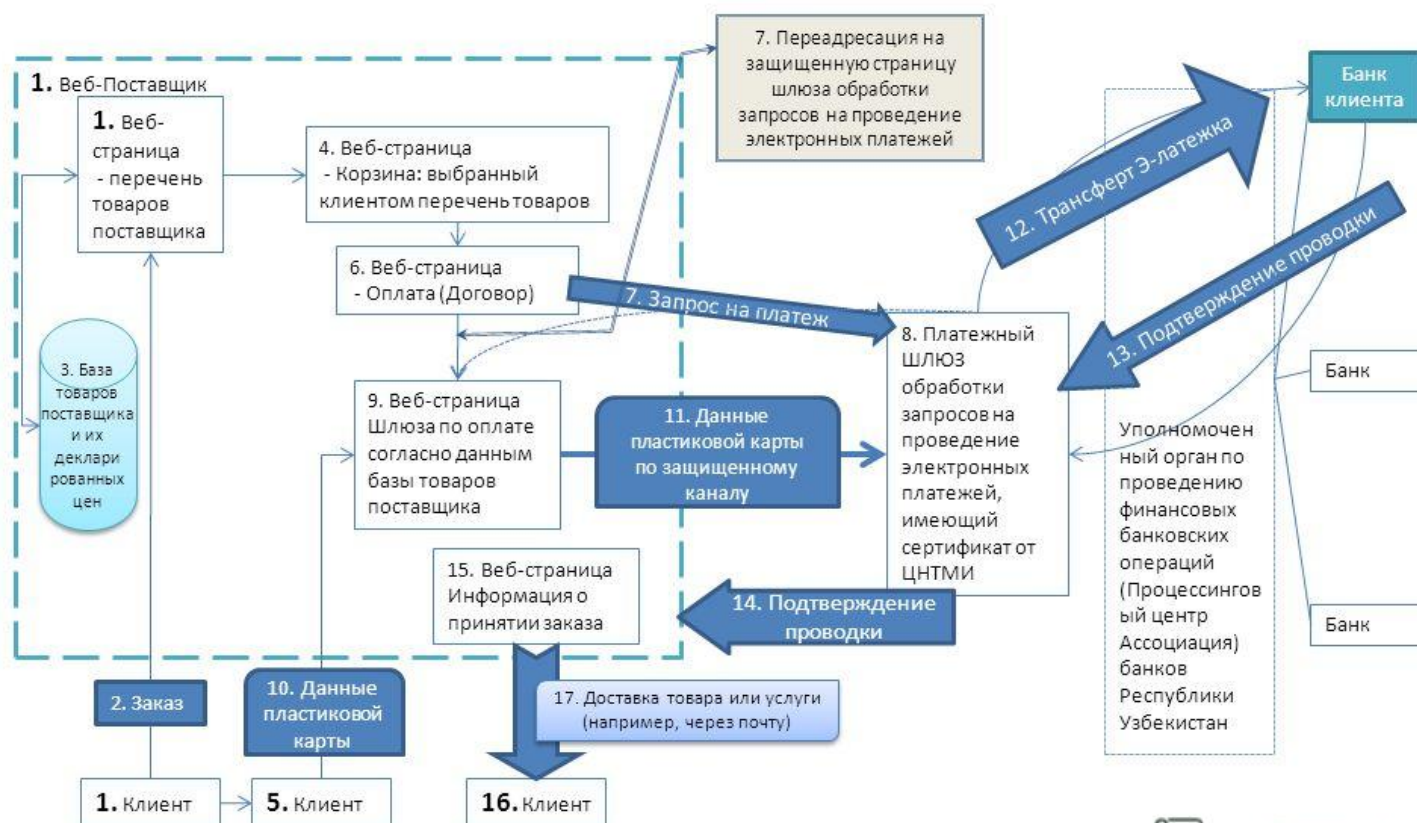 7. Переадресация на
защищенную страницу
шлюза обработки
запросов на проведение
электронных платежей
Банк
клиента
1. Веб-Поставщик
1. Веб-
страница
- перечень
товаров
поставщика
4. Веб-страница
- Корзина: выбранный
клиентом перечень товаров
12. Трансферт Э-латежка
6. Веб-страница
- Оплата (Договор)
7. Запрос на платеж
13. Подтверждение проводки
3. База
товаров
поставщика
и их
деклари
рованных
цен
8. Платежный
ШЛЮЗ
обработки
запросов на
проведение
электронных
платежей,
имеющий
сертификат от
ЦНТМИ
Банк
9. Веб-страница
Шлюза по оплате
согласно данным
базы товаров
поставщика
11. Данные
пластиковой карты
по защищенному
каналу
Уполномочен
ный орган по
проведению
финансовых
банковских
операций
(Процессингов
ый центр
Ассоциация)
банков
Республики
Узбекистан
15. Веб-страница
Информация о
принятии заказа
14. Подтверждение
проводки
Банк
2. Заказ
10. Данные
пластиковой
карты
17. Доставка товара или услуги
(например, через почту)
1. Клиент
5. Клиент
16. Клиент